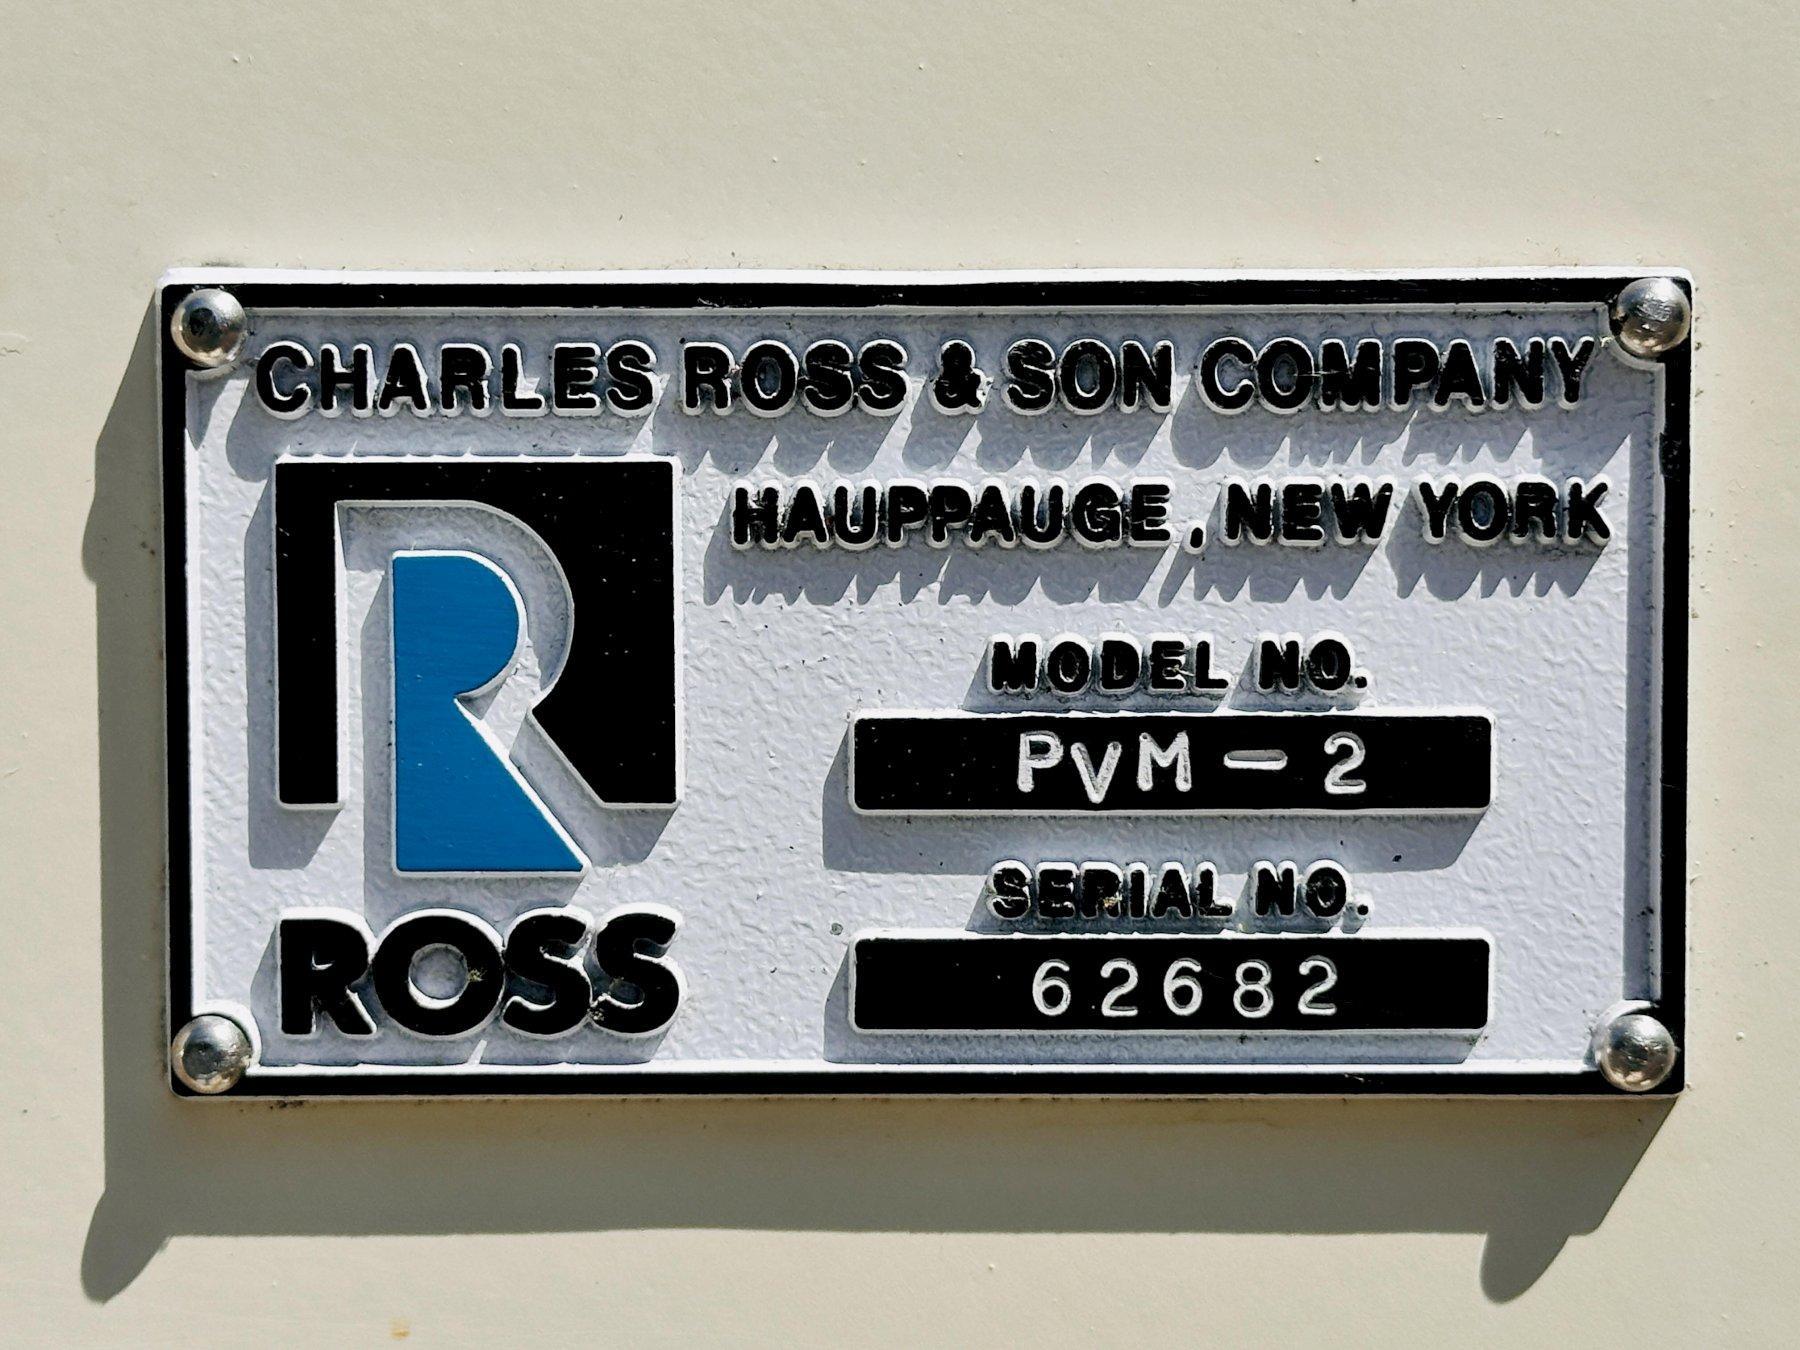 CHARLES ROSS & SON COMPANY
HAUPPAUGE, NEW YORK
R
ROSS
MODEL NO.
PVM-2
SERIAL NO.
62682